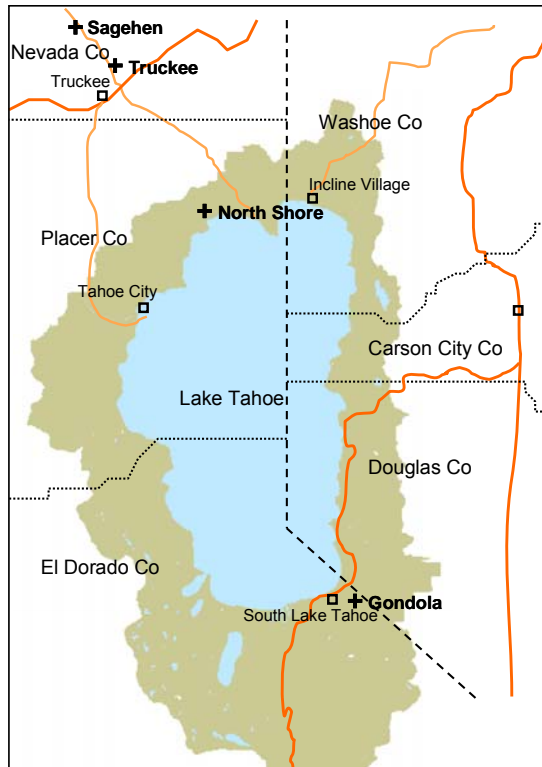 Sagehen
Nevada Co
Truckee
Truckee
Washoe Co
Incline Village
North Shore
Placer Co
Tahoe City
Carson City Co
Lake Tahoe
Douglas Co
El Dorado Co
Gondola
South Lake Tahoe